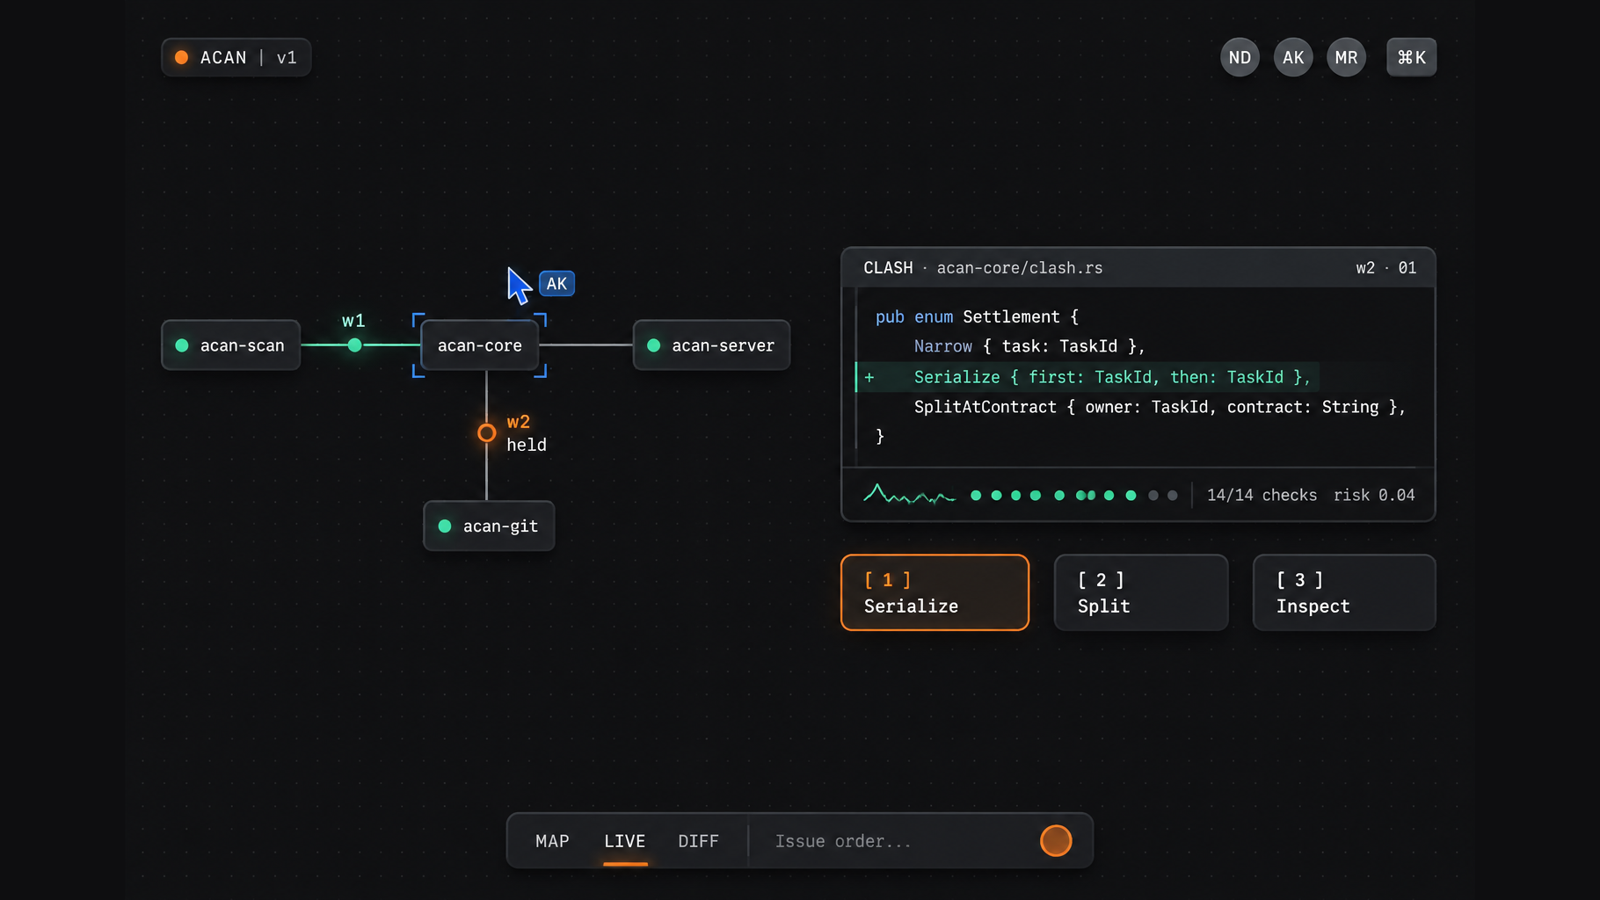 ACAN | v1
ND AK MR ⌘K
AK
w1
acan-scan
acan-core
acan-server
w2
held
acan-git
CLASH · acan-core/clash.rs
w2 · 01
pub enum Settlement {
Narrow { task: TaskId },
+ Serialize { first: TaskId, then: TaskId },
SplitAtContract { owner: TaskId, contract: String },
}
14/14 checks risk 0.04
[ 1 ]
Serialize
[ 2 ]
Split
[ 3 ]
Inspect
MAP LIVE DIFF Issue order...